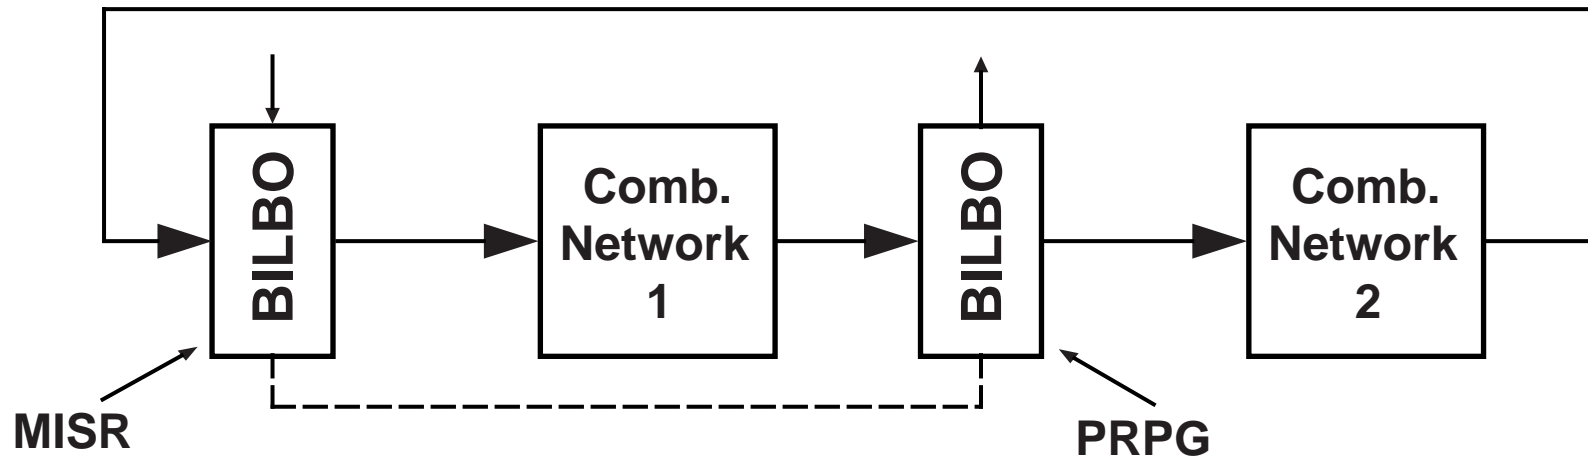 BILBO
Comb.
Network
1
BILBO
Comb.
Network
2
MISR
PRPG